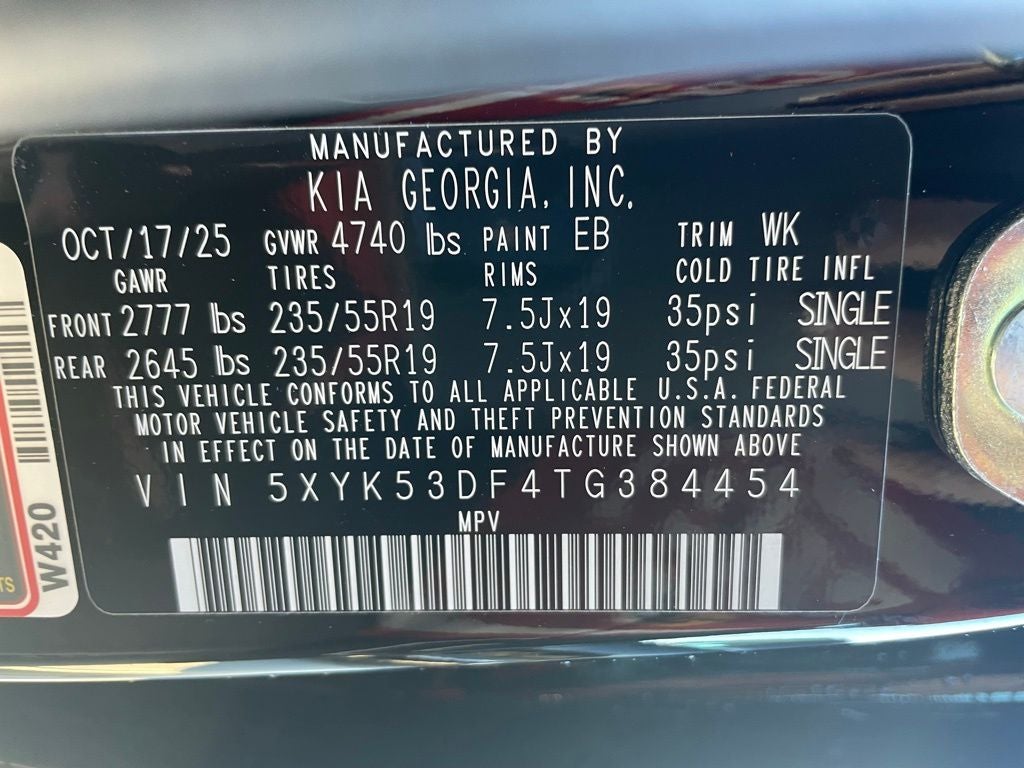 MANUFACTURED BY
KIA GEORGIA, INC.
OCT/17/25 GVWR 4740 lbs PAINT EB TRIM WK
GAWR TIRES RIMS COLD TIRE INFL
FRONT 2777 lbs 235/55R19 7.5Jx19 35psi SINGLE
REAR 2645 lbs 235/55R19 7.5Jx19 35psi SINGLE
THIS VEHICLE CONFORMS TO ALL APPLICABLE U.S.A. FEDERAL
MOTOR VEHICLE SAFETY AND THEFT PREVENTION STANDARDS
IN EFFECT ON THE DATE OF MANUFACTURE SHOWN ABOVE
VIN 5XYK53DF4TG384454
MPV
W420